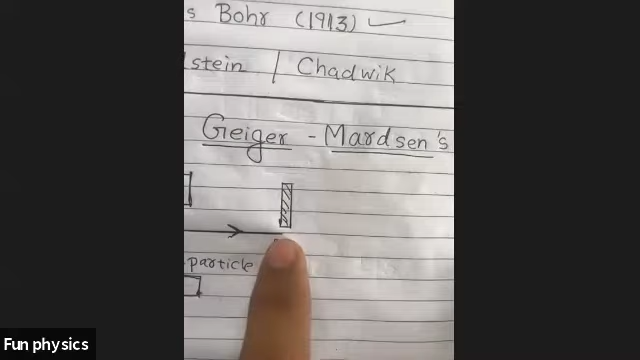 s Bohr (1913)
stein / Chadwik
Geiger - Mardsen's
particle
Fun physics